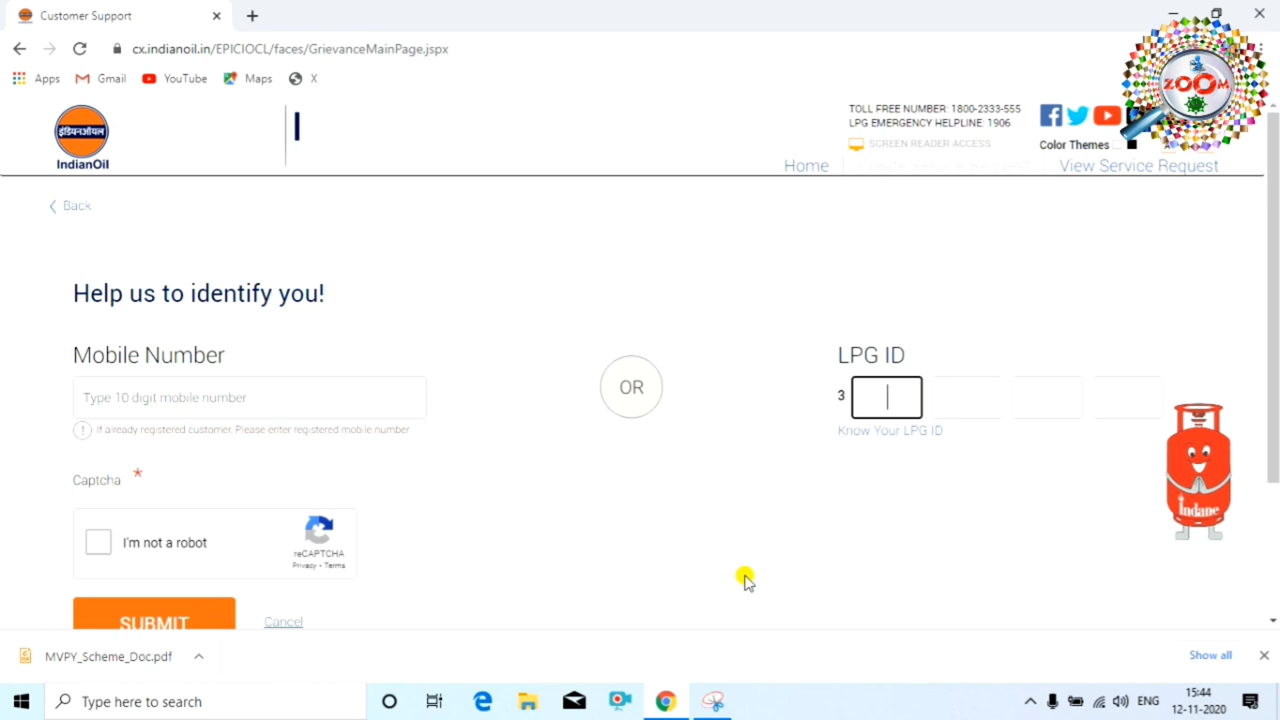 Customer Support
cx.indianoil.in/EPICIOCL/faces/GrievanceMainPage.jspx
Apps Gmail YouTube Maps X
ZOOM
इंडियनऑयल
IndianOil
TOLL FREE NUMBER: 1800-2333-555
LPG EMERGENCY HELPLINE: 1906
SCREEN READER ACCESS
Color Themes
Home View Service Request
Back
Help us to identify you!
Mobile Number
Type 10 digit mobile number
If already registered customer, Please enter registered mobile number
OR
LPG ID
3
Know Your LPG ID
Captcha *
I'm not a robot
reCAPTCHA
Privacy • Terms
Indane
SUBMIT Cancel
MVPY_Scheme_Doc.pdf Show all
Type here to search
ENG
15:44
12-11-2020